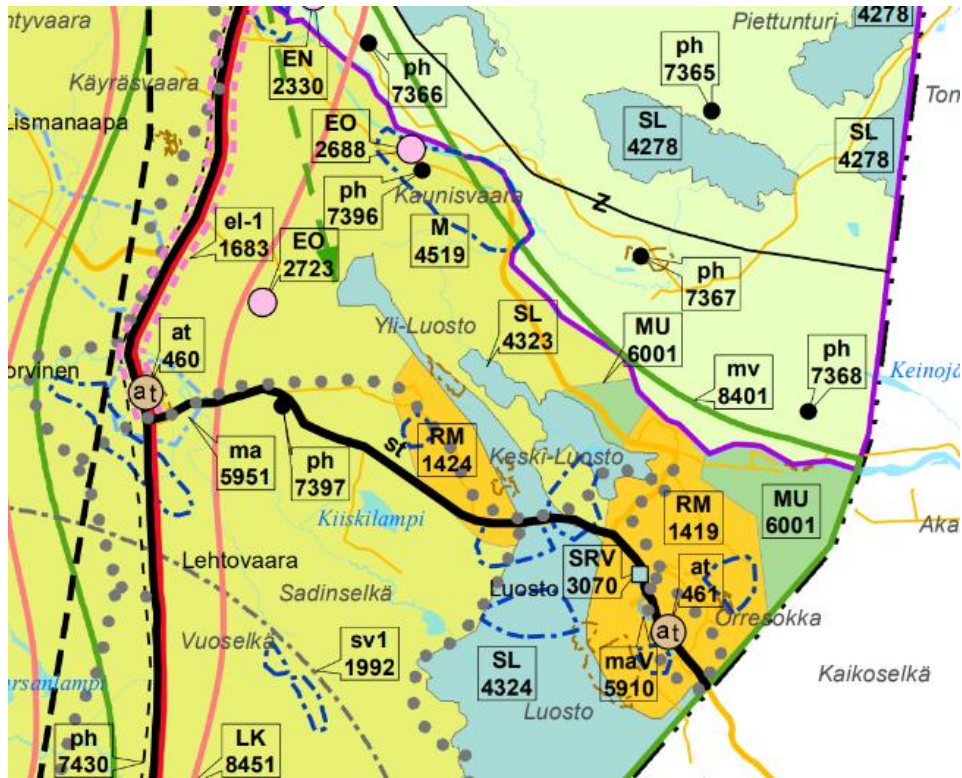 ntyvaara
Käyräsvaara
Lismanaapa
EN
2330
ph
7366
Piettunturi
4278
ph
7365
Ton
EO
2688
SL
4278
SL
4278
ph
7396
Kaunisvaara
M
4519
el-1
1683
EO
2723
z
ph
7367
at
460
Yli-Luosto
SL
4323
MU
6001
mv
8401
ph
7368
Keinojä
orvinen
at
RM
1424
st
ma
5951
ph
7397
Keski-Luosto
RM
1419
MU
6001
Aka
Kiiskilampi
Lehtovaara
Sadinselkä
Luosto
SRV
3070
at
461
Orresokka
Vuoselkä
sv1
1992
at
SL
4324
maV
5910
Kaikoselkä
arsanlampi
Luosto
ph
7430
LK
8451